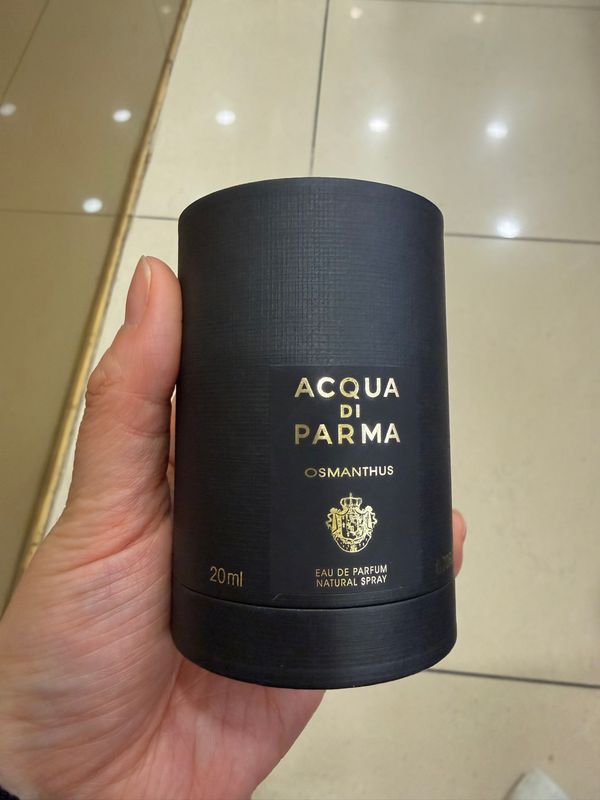 ACQUA
DI
PARMA
OSMANTHUS
EAU DE PARFUM
NATURAL SPRAY
20ml